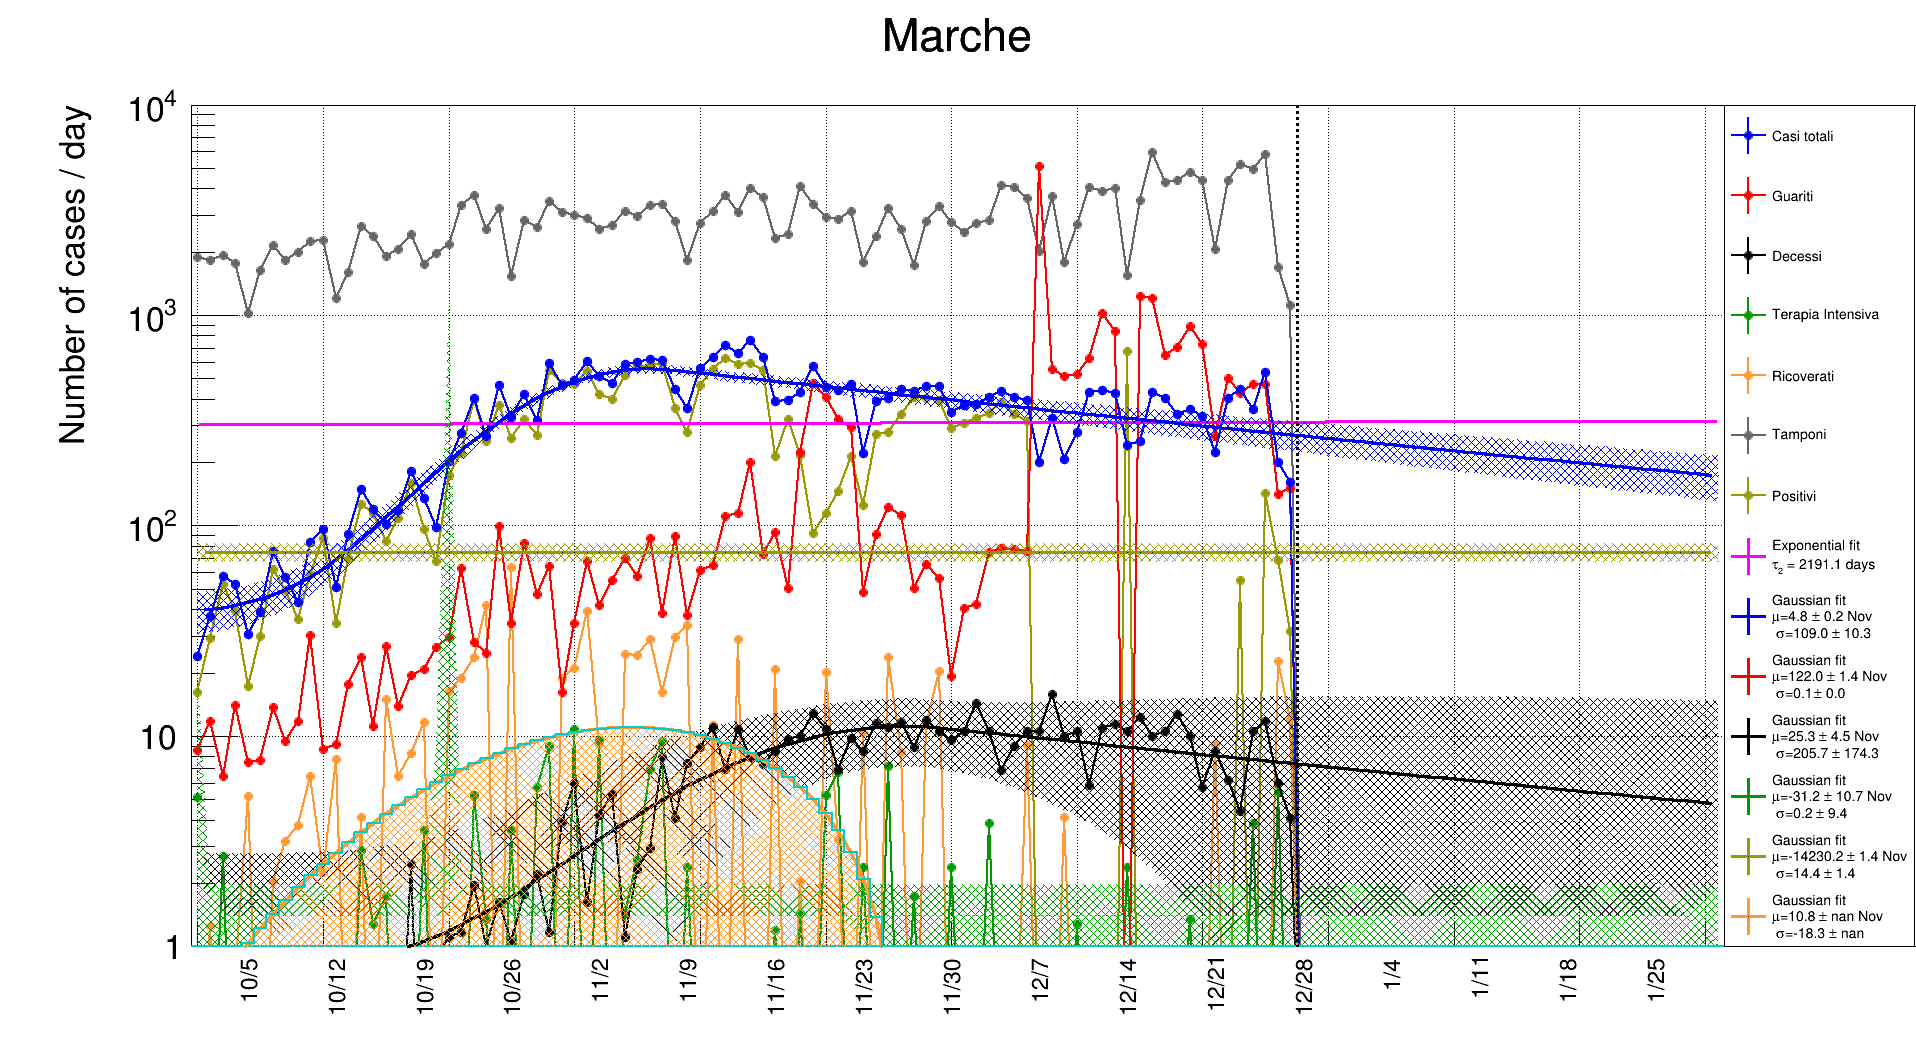 Marche
Number of cases / day
10^4
10^3
10^2
10
1
10/5
10/12
10/19
10/26
11/2
11/9
11/16
11/23
11/30
12/7
12/14
12/21
12/28
1/4
1/11
1/18
1/25
Casi totali
Guariti
Decessi
Terapia Intensiva
Ricoverati
Tamponi
Positivi
Exponential fit
τ₂ = 2191.1 days
Gaussian fit
μ=4.8 ± 0.2 Nov
σ=109.0 ± 10.3
Gaussian fit
μ=122.0 ± 1.4 Nov
σ=0.1 ± 0.0
Gaussian fit
μ=25.3 ± 4.5 Nov
σ=205.7 ± 174.3
Gaussian fit
μ=-31.2 ± 10.7 Nov
σ=0.2 ± 9.4
Gaussian fit
μ=-14230.2 ± 1.4 Nov
σ=14.4 ± 1.4
Gaussian fit
μ=10.8 ± nan Nov
σ=-18.3 ± nan